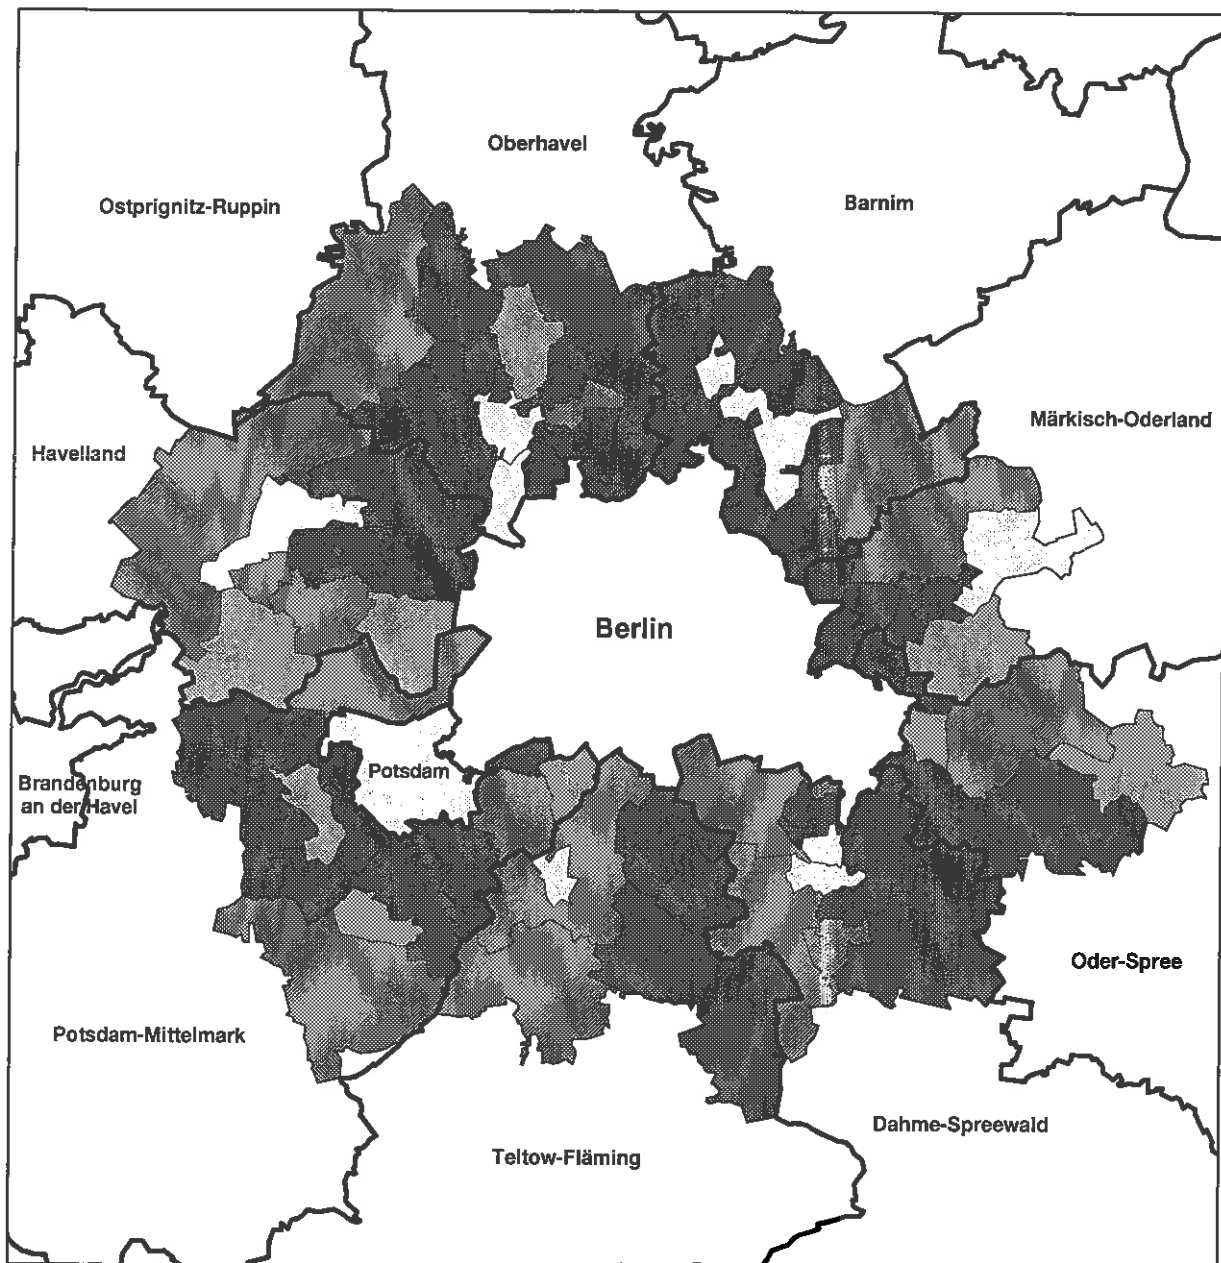 Oberhavel
Ostprignitz-Ruppin
Barnim
Havelland
Märkisch-Oderland
Berlin
Potsdam
Brandenburg
an der Havel
Oder-Spree
Potsdam-Mittelmark
Dahme-Spreewald
Teltow-Fläming